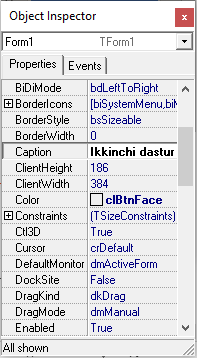 Object Inspector
Form1 TForm1
Properties Events
BiDiMode bdLeftToRight
BorderIcons [biSystemMenu,biM
BorderStyle bsSizeable
BorderWidth 0
Caption Ikkinchi dastur
ClientHeight 186
ClientWidth 384
Color clBtnFace
Constraints (TSizeConstraints)
Ctl3D True
Cursor crDefault
DefaultMonitor dmActiveForm
DockSite False
DragKind dkDrag
DragMode dmManual
Enabled True
All shown